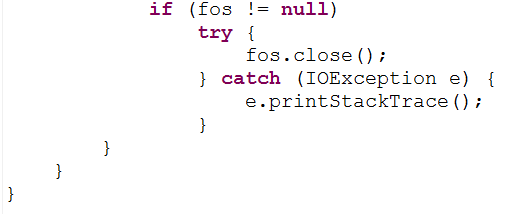 if (fos != null)
try {
fos.close();
} catch (IOException e) {
e.printStackTrace();
}
}
}
}